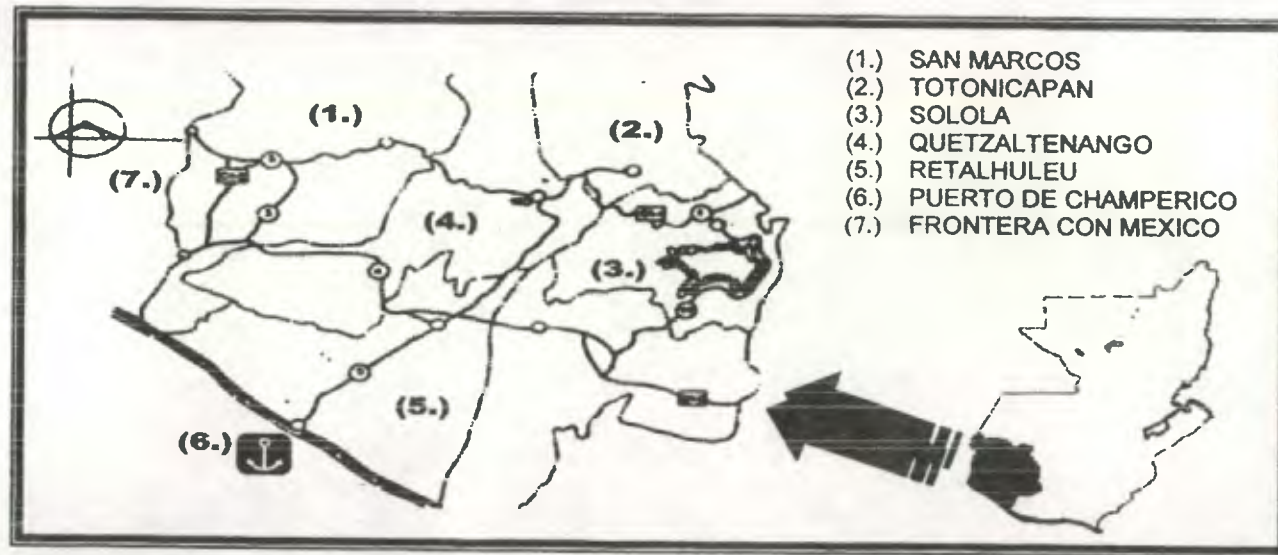 (1.) SAN MARCOS
(2.) TOTONICAPAN
(3.) SOLOLA
(4.) QUETZALTENANGO
(5.) RETALHULEU
(6.) PUERTO DE CHAMPERICO
(7.) FRONTERA CON MEXICO
(1.)
(2.)
(7.)
(4.)
(3.)
(5.)
(6.)